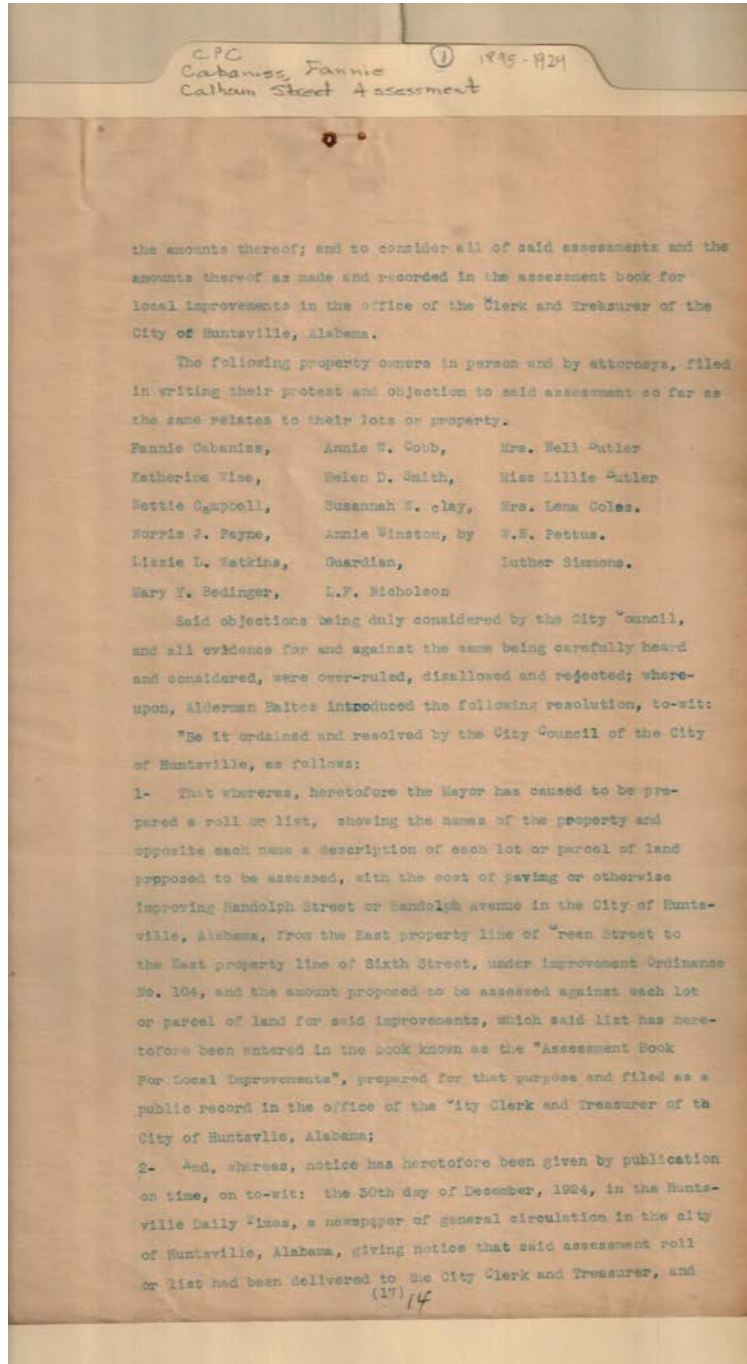 CPC ① 1895-1924
Cabaniss, Fannie
Calhoun Street Assessment
the amounts thereof; and to consider all of said assessments and the
amounts thereof as made and recorded in the assessment book for
local improvements in the office of the Clerk and Treasurer of the
City of Huntsville, Alabama.
The following property owners in person and by attorneys, filed
in writing their protest and objection to said assessment so far as
the same relates to their lots or property.
Fannie Cabaniss, Annie W. Cobb, Mrs. Nell Butler
Katherine Wise, Helen D. Smith, Miss Lillie Butler
Nettie Campbell, Susannah N. clay, Mrs. Lena Coles.
Norris J. Payne, Annie Winston, by W.E. Pettus.
Lizzie L. Watkins, Guardian, Luther Simmons.
Mary Y. Bedinger, L.F. Nicholson
Said objections being duly considered by the City Council,
and all evidence for and against the same being carefully heard
and considered, were over-ruled, disallowed and rejected; where-
upon, Alderman Baites introduced the following resolution, to-wit:
"Be it ordained and resolved by the City Council of the City
of Huntsville, as follows:
1- That whereras, heretofore the Mayor has caused to be pre-
pared a roll or list, showing the names of the property and
opposite each name a description of each lot or parcel of land
proposed to be assessed, with the cost of paving or otherwise
improving Randolph Street or Randolph Avenue in the City of Hunts-
ville, Alabama, from the East property line of Green Street to
the East property line of Sixth Street, under improvement Ordinance
No. 104, and the amount proposed to be assessed against each lot
or parcel of land for said improvements, which said list has here-
tofore been entered in the book known as the "Assessment Book
For Local Improvements", prepared for that purpose and filed as a
public record in the office of the City Clerk and Treasurer of th
City of Huntsvlle, Alabama;
2- And, whereas, notice has heretofore been given by publication
on time, on to-wit: the 30th day of December, 1924, in the Hunts-
ville Daily Times, a newspaper of general circulation in the city
of Huntsville, Alabama, giving notice that said assessment roll
or list had been delivered to the City Clerk and Treasurer, and
(17) 14